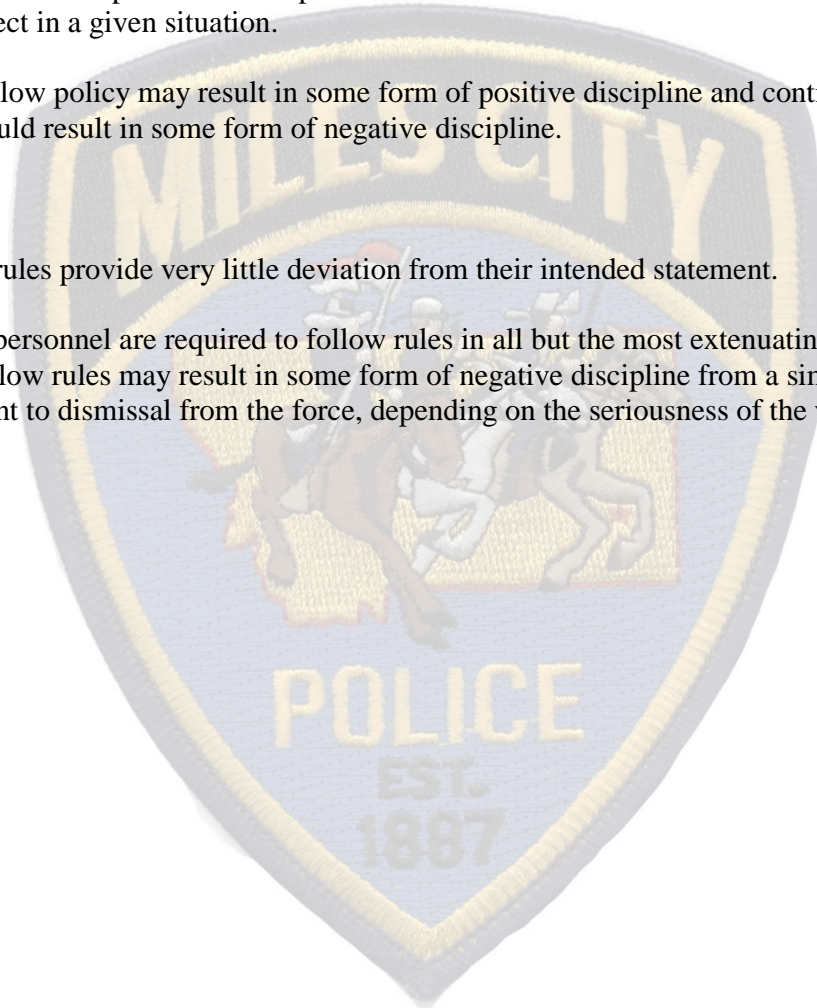 ect in a given situation.
low policy may result in some form of positive discipline and cont
uld result in some form of negative discipline.
rules provide very little deviation from their intended statement.
personnel are required to follow rules in all but the most extenuatin
low rules may result in some form of negative discipline from a sin
nt to dismissal from the force, depending on the seriousness of the
MILES CITY
POLICE
EST.
1887